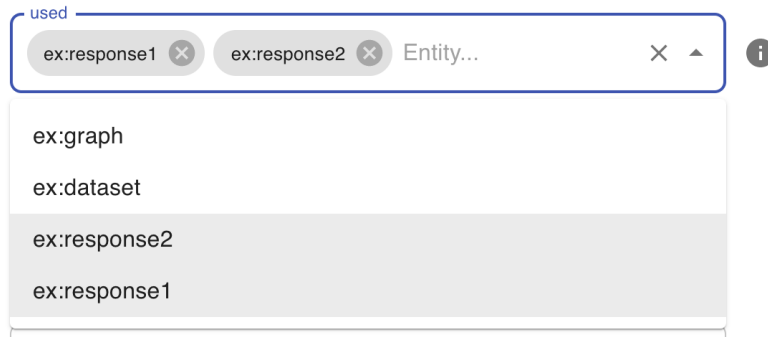 used
ex:response1 ex:response2 Entity...
ex:graph
ex:dataset
ex:response2
ex:response1